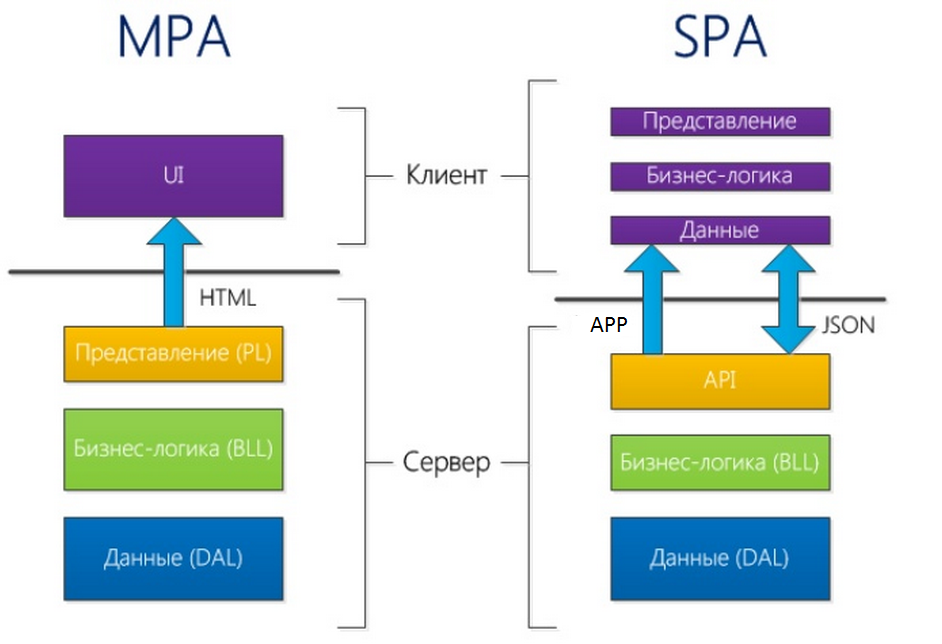 MPA
SPA
UI
Клиент
Представление
Бизнес-логика
Данные
HTML
APP
JSON
Представление (PL)
API
Бизнес-логика (BLL)
Сервер
Бизнес-логика (BLL)
Данные (DAL)
Данные (DAL)